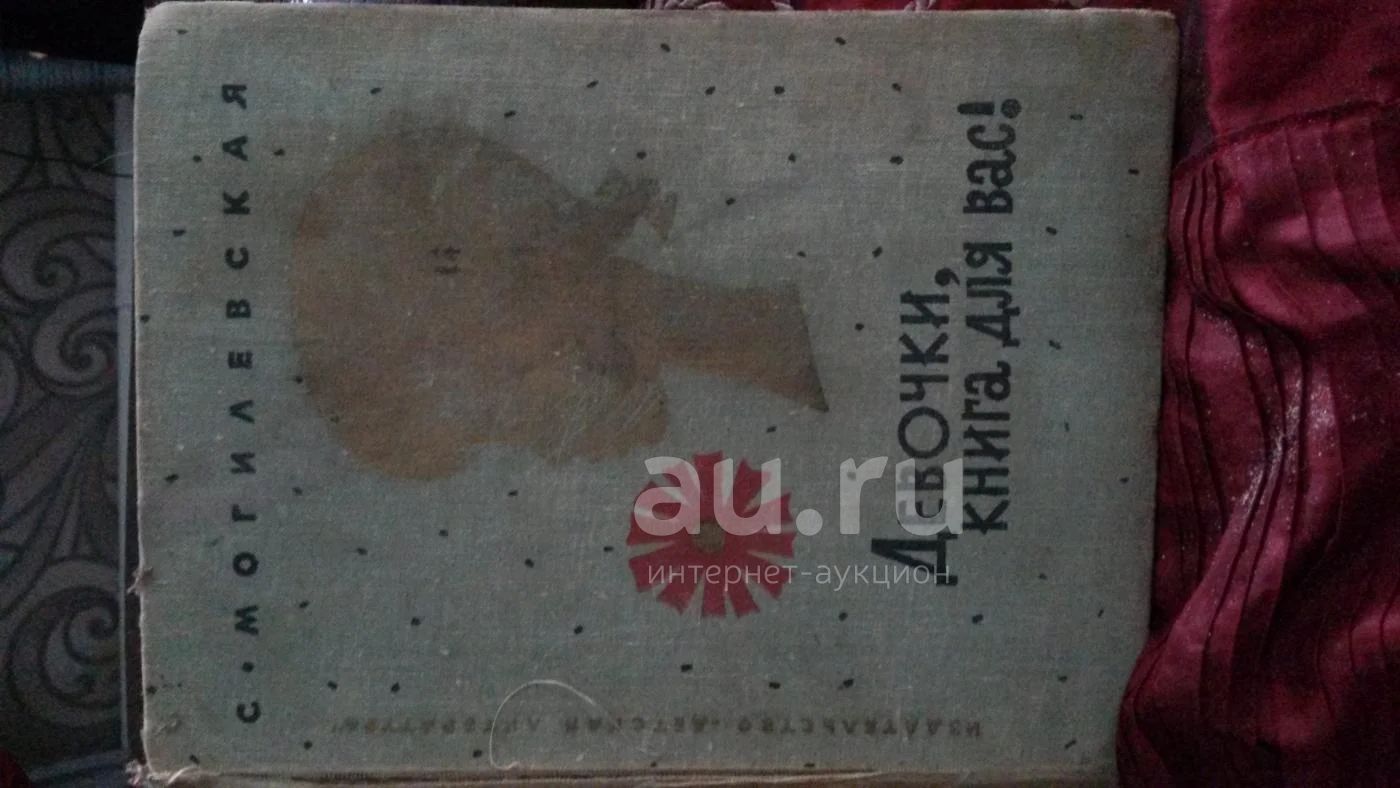 С. МОГИЛЕВСКАЯ
Девочки,
книга для вас!
ИЗДАТЕЛЬСТВО «ДЕТСКАЯ ЛИТЕРАТУРА»
au.ru
интернет-аукцион